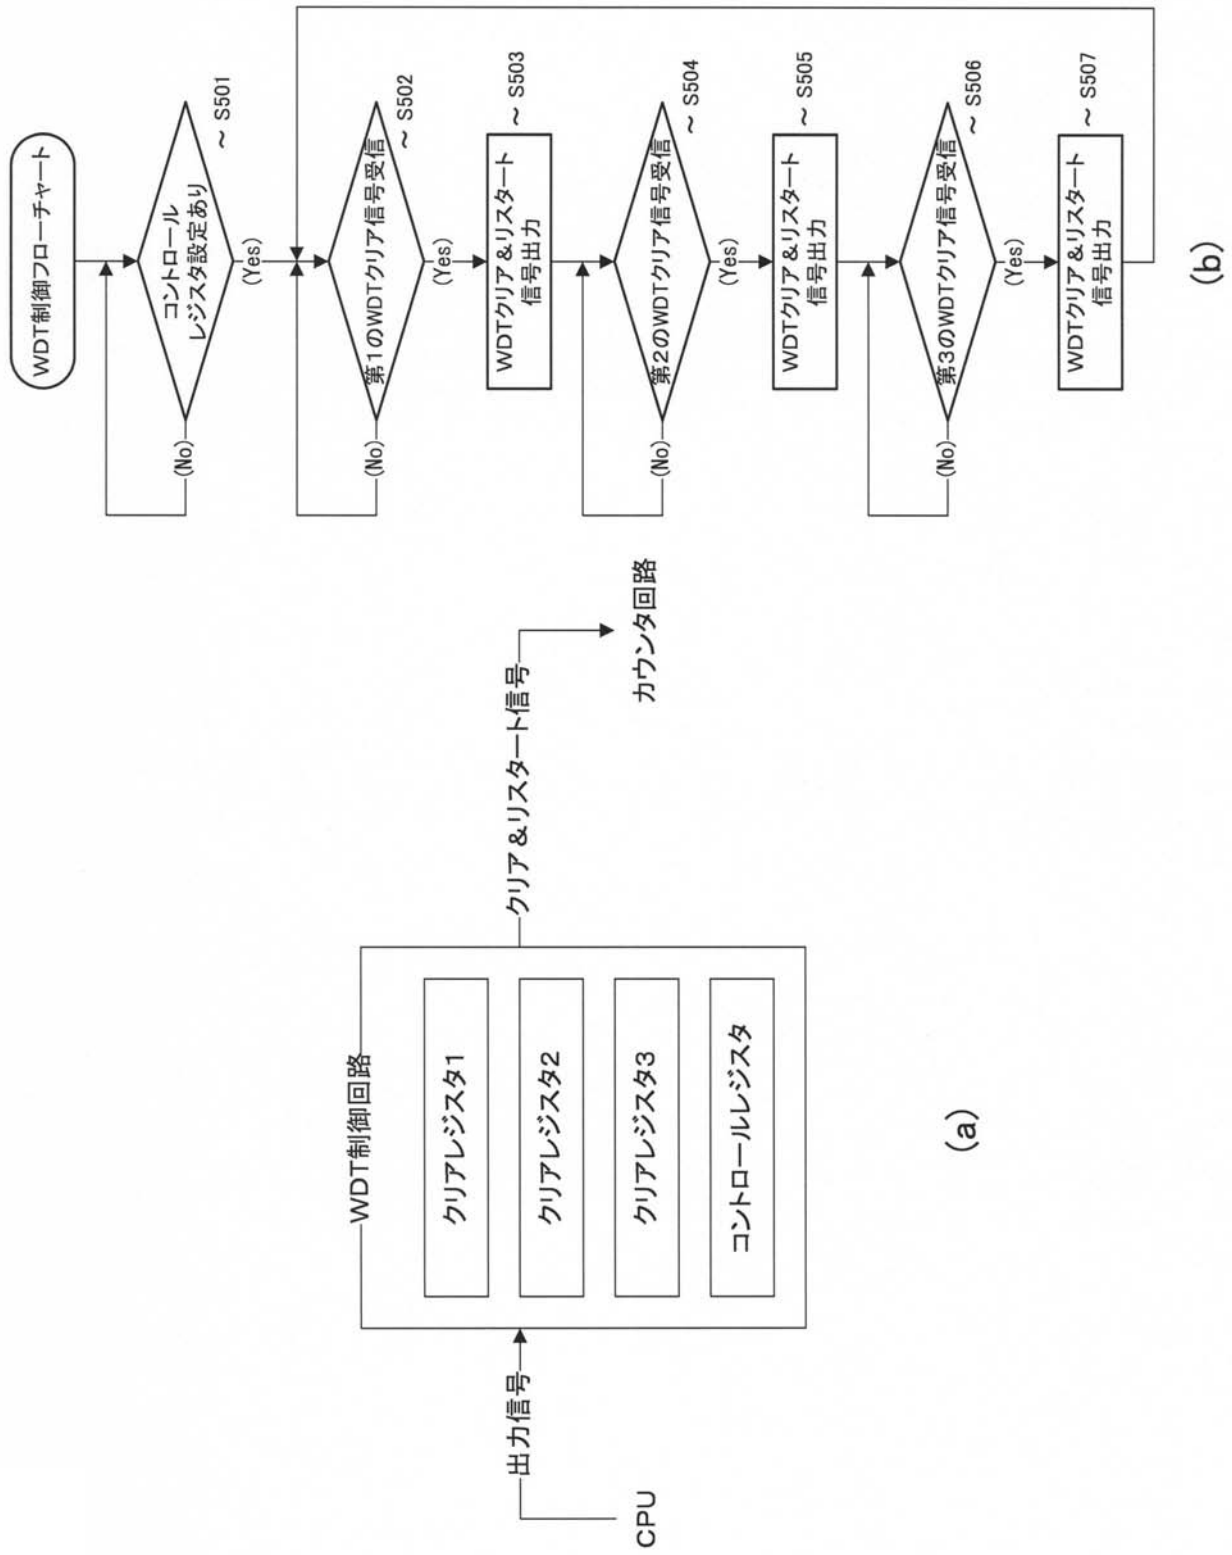 WDT制御回路
クリアレジスタ1
クリアレジスタ2
クリアレジスタ3
コントロールレジスタ
出力信号
CPU
クリア&リスタート信号
カウンタ回路
(a)
WDT制御フローチャート
コントロール
レジスタ設定あり
~ S501
(No)
(Yes)
第1のWDTクリア信号受信
~ S502
(No)
(Yes)
WDTクリア&リスタート
信号出力
~ S503
第2のWDTクリア信号受信
~ S504
(No)
(Yes)
WDTクリア&リスタート
信号出力
~ S505
第3のWDTクリア信号受信
~ S506
(No)
(Yes)
WDTクリア&リスタート
信号出力
~ S507
(b)